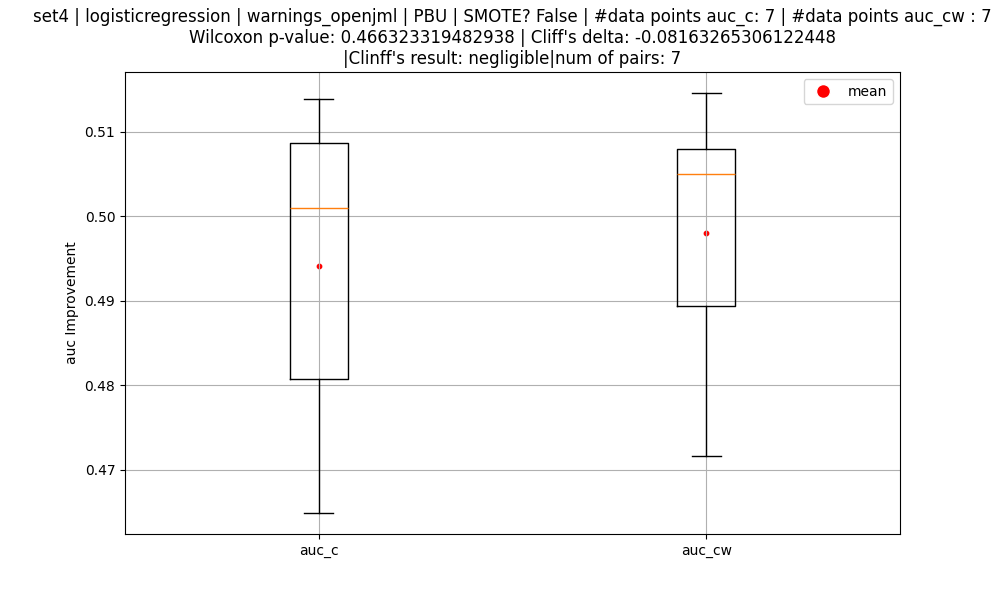 set4 | logisticregression | warnings_openjml | PBU | SMOTE? False | #data points auc_c: 7 | #data points auc_cw : 7
Wilcoxon p-value: 0.466323319482938 | Cliff's delta: -0.08163265306122448
|Clinff's result: negligible|num of pairs: 7
mean
0.51
0.50
0.49
0.48
0.47
auc Improvement
auc_c
auc_cw